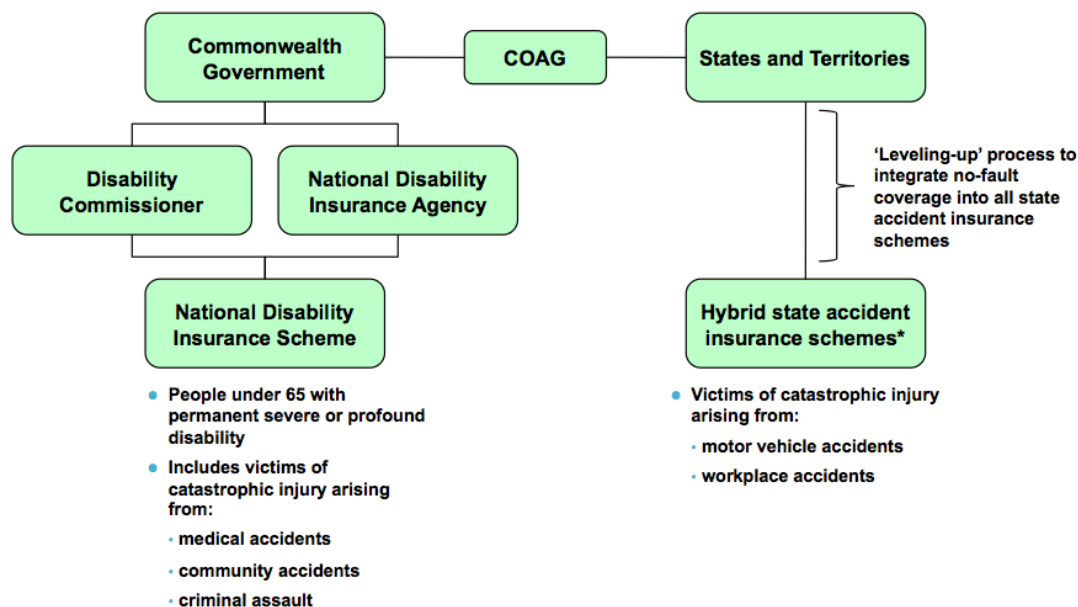 Commonwealth
Government
COAG
States and Territories
Disability
Commissioner
National Disability
Insurance Agency
‘Leveling-up’ process to
integrate no-fault
coverage into all state
accident insurance
schemes
National Disability
Insurance Scheme
Hybrid state accident
insurance schemes*
• People under 65 with
permanent severe or profound
disability
• Includes victims of
catastrophic injury arising
from:
• medical accidents
• community accidents
• criminal assault
• Victims of catastrophic injury
arising from:
• motor vehicle accidents
• workplace accidents